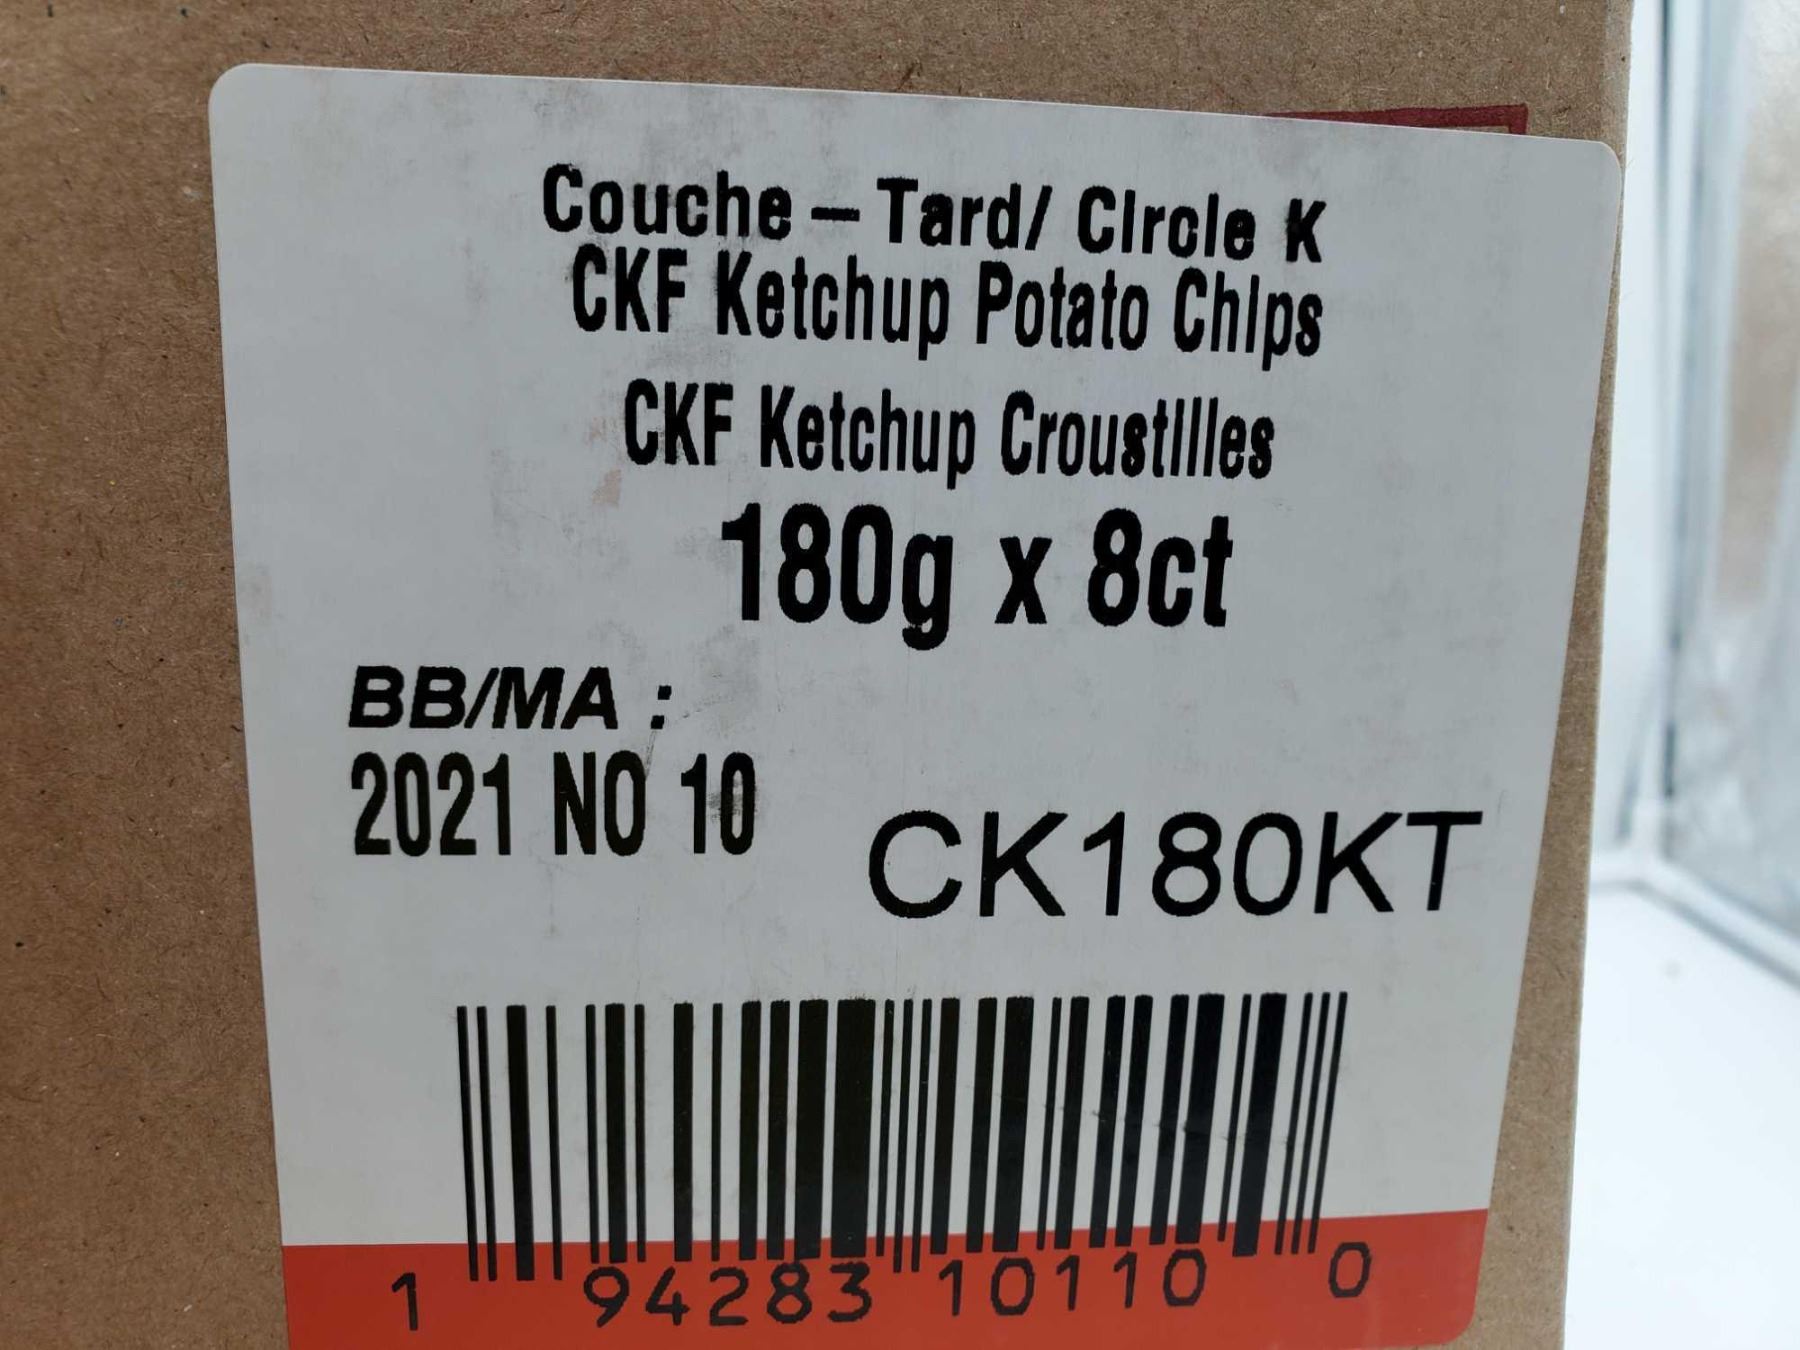 Couche - Tard/ Circle K
CKF Ketchup Potato Chips
CKF Ketchup Croustilles
180g x 8ct
BB/MA :
2021 NO 10
CK180KT
1 94283 10110 0